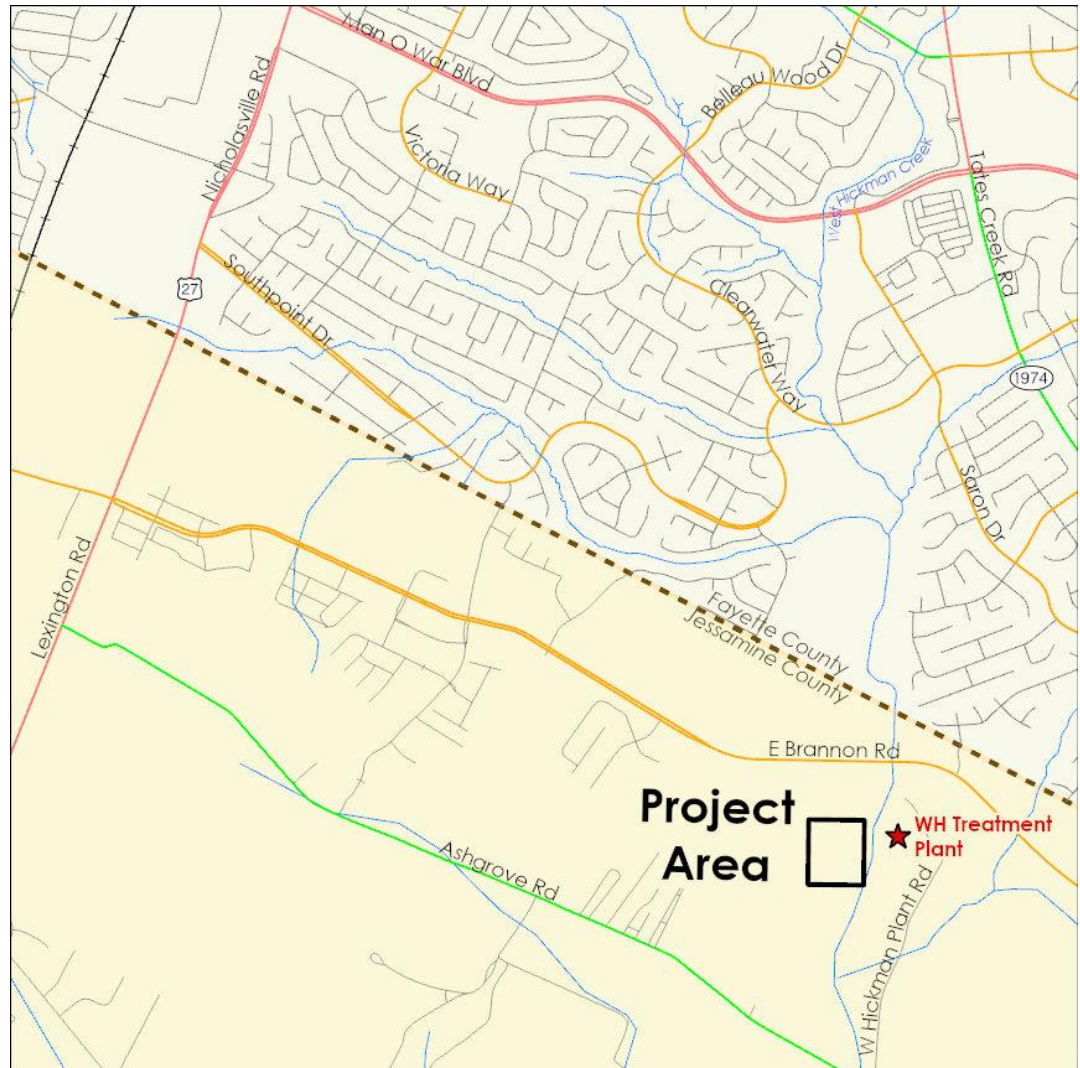 Man O War Blvd
Belleau Wood Dr
Nicholasville Rd
Victoria Way
West Hickman Creek
Tates Creek Rd
Southpoint Dr
27
Clearwater Way
1974
Saron Dr
Lexington Rd
Fayette County
Jessamine County
E Brannon Rd
Project
Area
WH Treatment
Plant
Ashgrove Rd
W Hickman Plant Rd